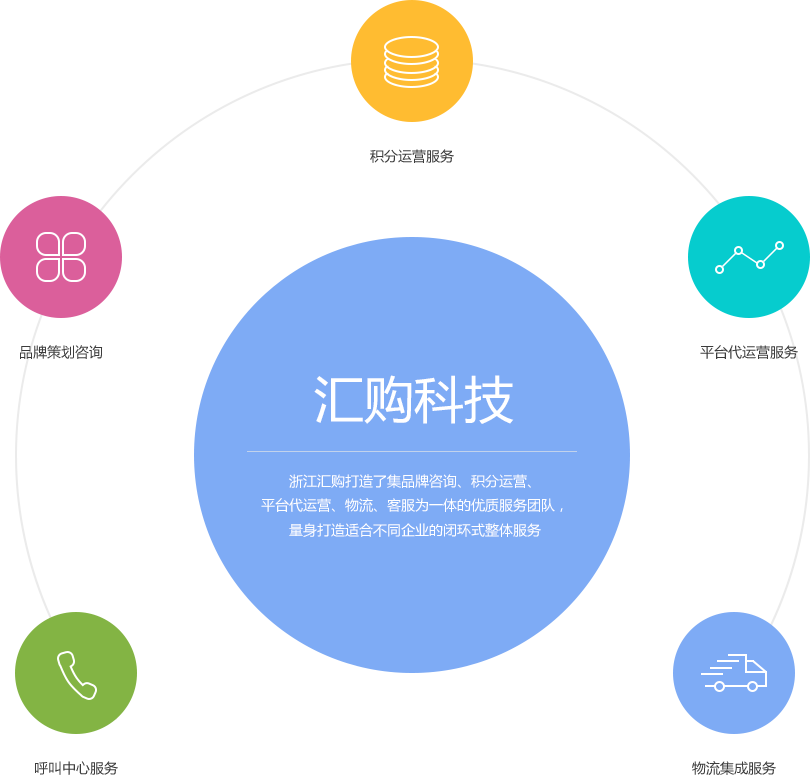 积分运营服务
品牌策划咨询
平台代运营服务
汇购科技
浙江汇购打造了集品牌咨询、积分运营、
平台代运营、物流、客服为一体的优质服务团队，
量身打造适合不同企业的闭环式整体服务
呼叫中心服务
物流集成服务